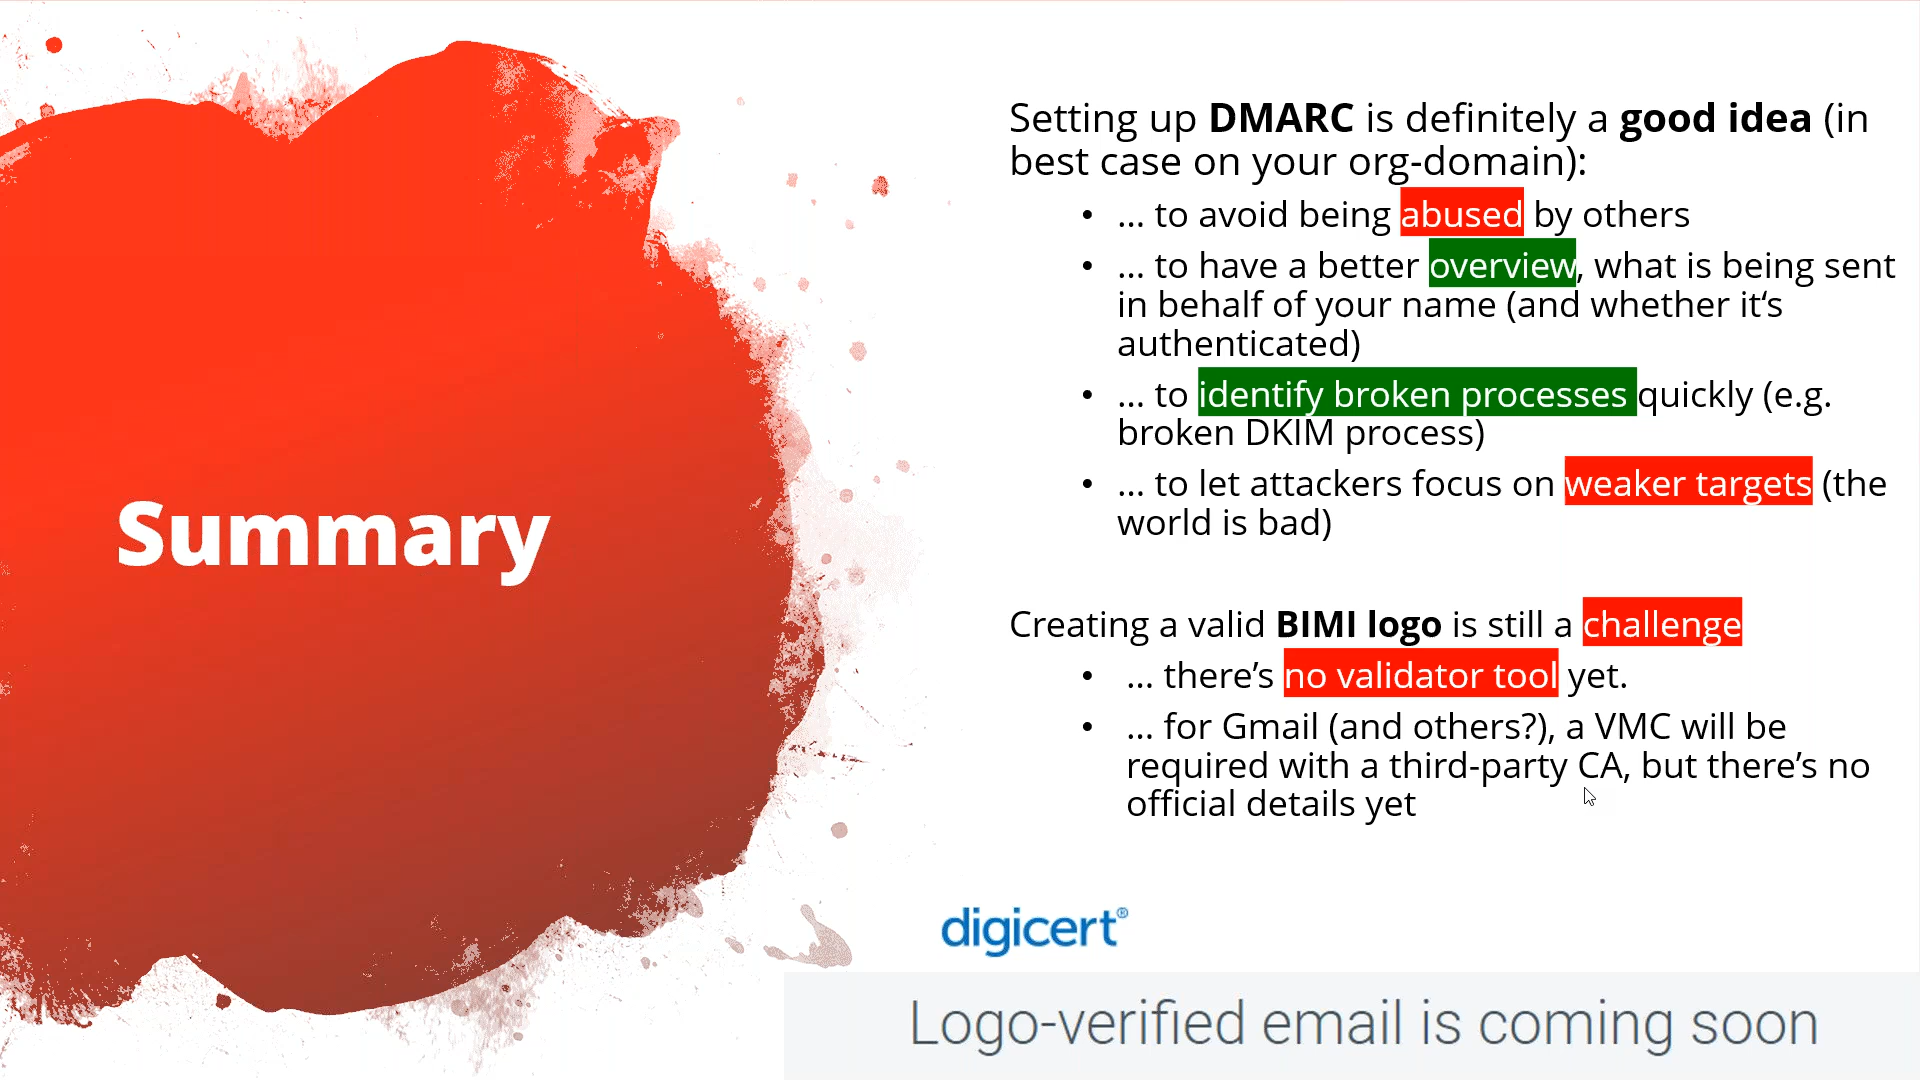 Summary
Setting up DMARC is definitely a good idea (in
best case on your org-domain):
• ... to avoid being abused by others
• ... to have a better overview, what is being sent
in behalf of your name (and whether it‘s
authenticated)
• ... to identify broken processes quickly (e.g.
broken DKIM process)
• ... to let attackers focus on weaker targets (the
world is bad)
Creating a valid BIMI logo is still a challenge
• ... there’s no validator tool yet.
• ... for Gmail (and others?), a VMC will be
required with a third-party CA, but there’s no
official details yet
digicert®
Logo-verified email is coming soon